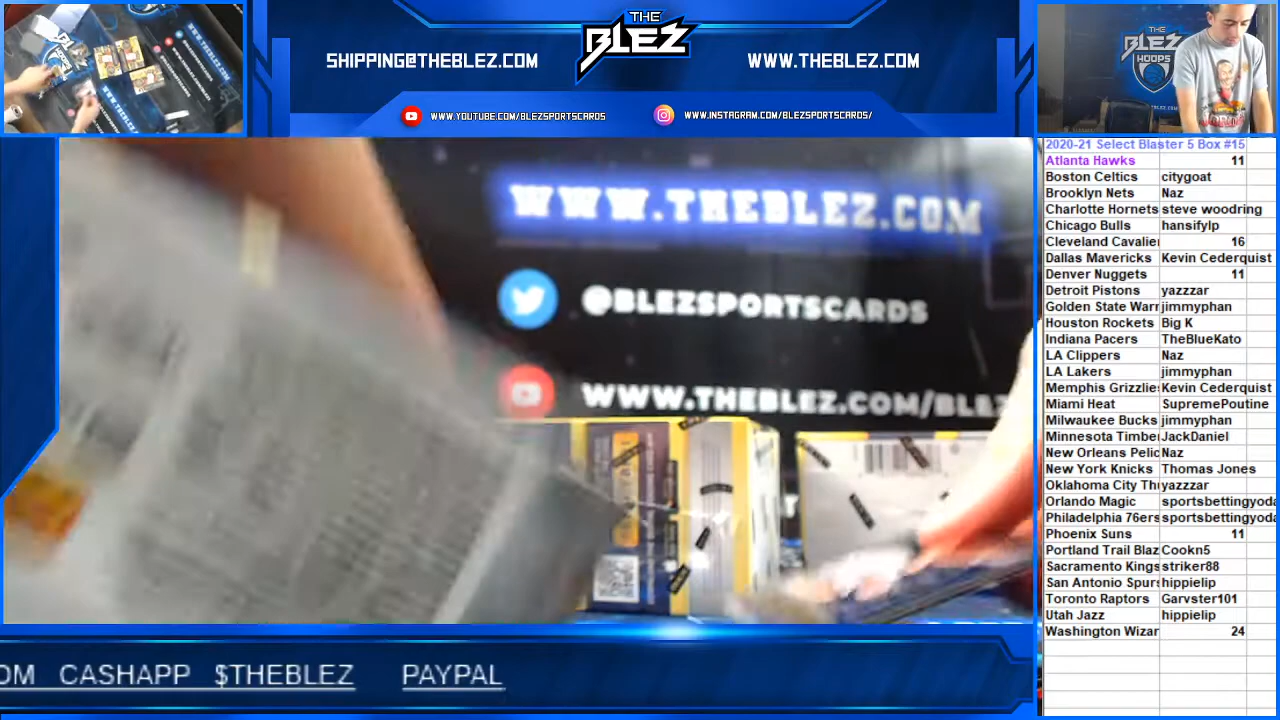 THE
BLEZ
SHIPPING@THEBLEZ.COM
WWW.THEBLEZ.COM
WWW.YOUTUBE.COM/BLEZSPORTSCARDS
WWW.INSTAGRAM.COM/BLEZSPORTSCARDS/
THE
BLEZ
HOOPS
WWW.THEBLEZ.COM
@BLEZSPORTSCARDS
WWW.THEBLEZ.COM/BLEZ
2020-21 Select Blaster 5 Box #15
Atlanta Hawks 11
Boston Celtics citygoat
Brooklyn Nets Naz
Charlotte Hornets steve woodring
Chicago Bulls hansifylp
Cleveland Cavalier 16
Dallas Mavericks Kevin Cederquist
Denver Nuggets 11
Detroit Pistons yazzzar
Golden State Warr jimmyphan
Houston Rockets Big K
Indiana Pacers TheBlueKato
LA Clippers Naz
LA Lakers jimmyphan
Memphis Grizzlie Kevin Cederquist
Miami Heat SupremePoutine
Milwaukee Bucks jimmyphan
Minnesota Timbe JackDaniel
New Orleans Pelic Naz
New York Knicks Thomas Jones
Oklahoma City Thu yazzzar
Orlando Magic sportsbettingyoda
Philadelphia 76ers sportsbettingyoda
Phoenix Suns 11
Portland Trail Blaz Cookn5
Sacramento Kings striker88
San Antonio Spurs hippielip
Toronto Raptors Garvster101
Utah Jazz hippielip
Washington Wizar 24
OM CASHAPP $THEBLEZ PAYPAL